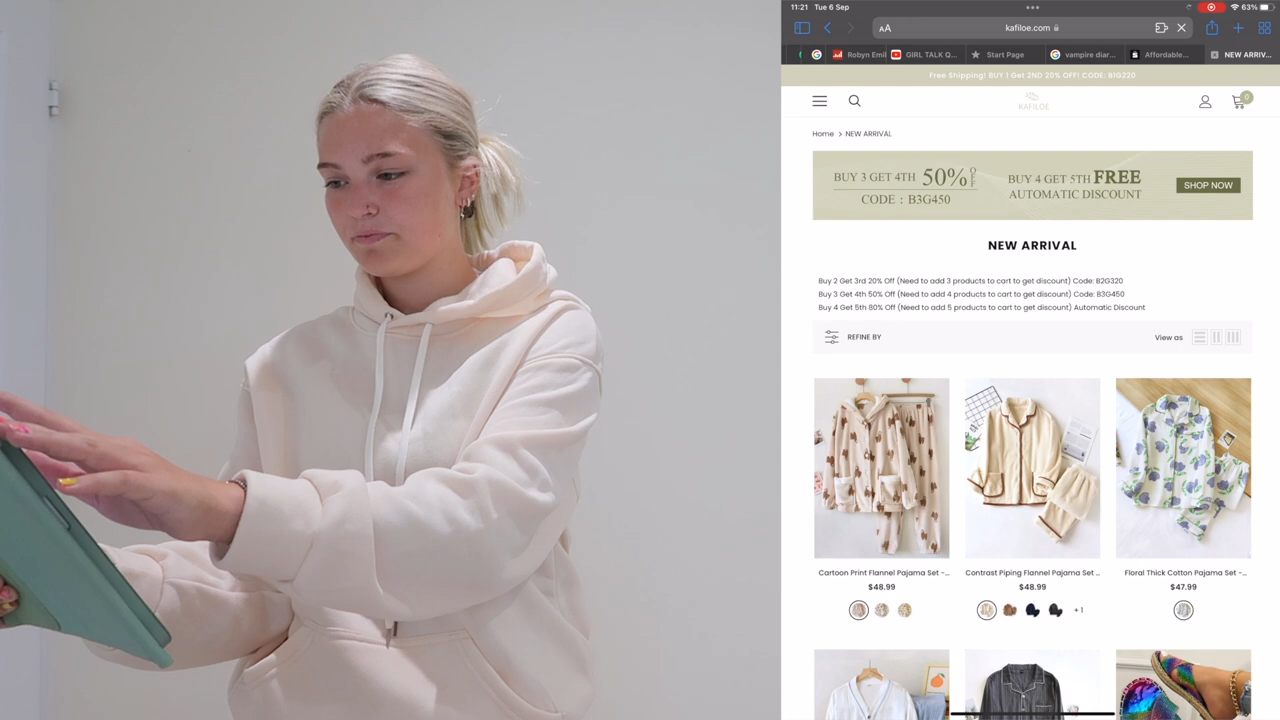 11:21 Tue 6 Sep
63%
AA
kafiloe.com
Robyn Emil
GIRL TALK Q...
Start Page
vampire diar...
Affordable...
NEW ARRIV...
Free Shipping! BUY 1 Get 2ND 20% OFF! CODE: B1G220
KAFILOE
0
Home > NEW ARRIVAL
BUY 3 GET 4TH 50% OFF
CODE : B3G450
BUY 4 GET 5TH FREE
AUTOMATIC DISCOUNT
SHOP NOW
NEW ARRIVAL
Buy 2 Get 3rd 20% Off (Need to add 3 products to cart to get discount) Code: B2G320
Buy 3 Get 4th 50% Off (Need to add 4 products to cart to get discount) Code: B3G450
Buy 4 Get 5th 80% Off (Need to add 5 products to cart to get discount) Automatic Discount
REFINE BY
View as
Cartoon Print Flannel Pajama Set -...
Contrast Piping Flannel Pajama Set ...
Floral Thick Cotton Pajama Set -...
$48.99
$48.99
$47.99
+ 1